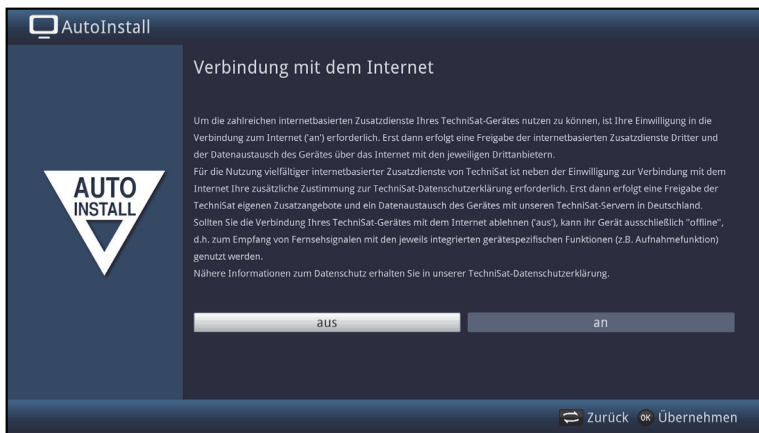 AutoInstall
Verbindung mit dem Internet
Um die zahlreichen internetbasierten Zusatzdienste Ihres TechniSat-Gerätes nutzen zu können, ist Ihre Einwilligung in die
Verbindung zum Internet ('an') erforderlich. Erst dann erfolgt eine Freigabe der internetbasierten Zusatzdienste Dritter und
der Datenaustausch des Gerätes über das Internet mit den jeweiligen Drittanbietern.
Für die Nutzung vielfältiger internetbasierter Zusatzdienste von TechniSat ist neben der Einwilligung zur Verbindung mit dem
Internet Ihre zusätzliche Zustimmung zur TechniSat-Datenschutzerklärung erforderlich. Erst dann erfolgt eine Freigabe der
TechniSat eigenen Zusatzangebote und ein Datenaustausch des Gerätes mit unseren TechniSat-Servern in Deutschland.
Sollten Sie die Verbindung Ihres TechniSat-Gerätes mit dem Internet ablehnen ('aus'), kann ihr Gerät ausschließlich "offline",
d.h. zum Empfang von Fernsehsignalen mit den jeweils integrierten gerätespezifischen Funktionen (z.B. Aufnahmefunktion)
genutzt werden.
Nähere Informationen zum Datenschutz erhalten Sie in unserer TechniSat-Datenschutzerklärung.
AUTO
INSTALL
aus
an
Zurück OK Übernehmen